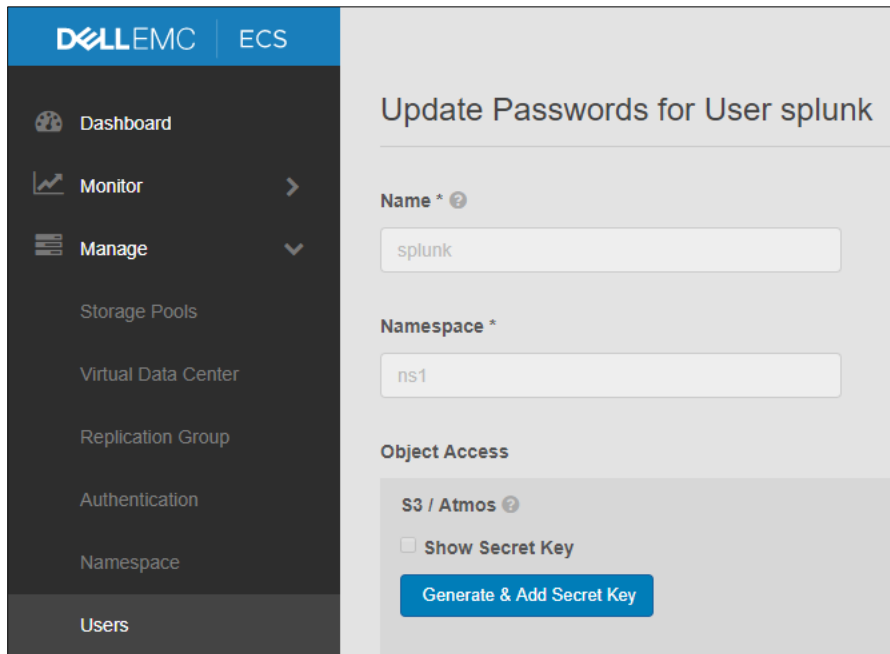 DELLEMC ECS
Dashboard
Monitor
Manage
Storage Pools
Virtual Data Center
Replication Group
Authentication
Namespace
Users
Update Passwords for User splunk
Name *
splunk
Namespace *
ns1
Object Access
S3 / Atmos
Show Secret Key
Generate & Add Secret Key